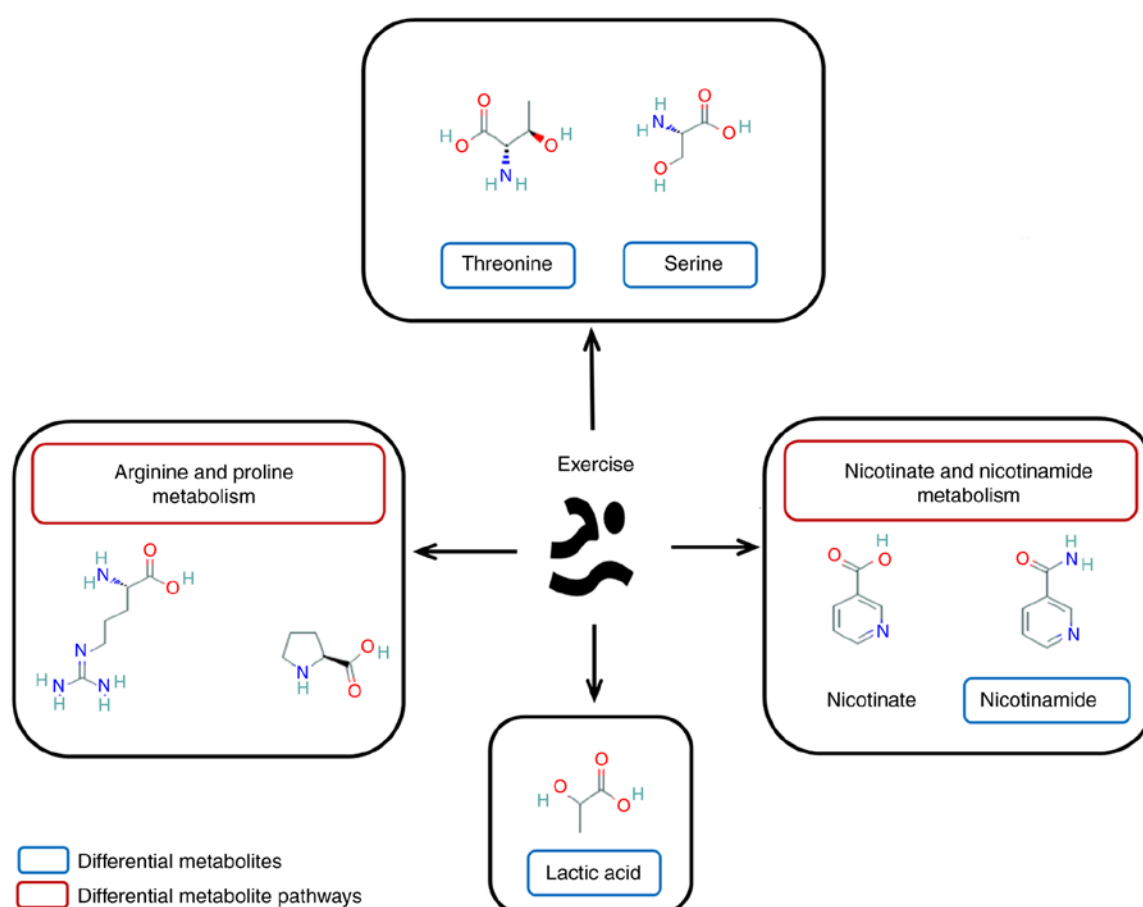 Threonine
Serine
Exercise
Arginine and proline
metabolism
Nicotinate and nicotinamide
metabolism
Nicotinate
Nicotinamide
Lactic acid
Differential metabolites
Differential metabolite pathways
O
H
O
O
H
N
H
H
H
N
H
O
O
H
O
H
H
N
H
O
O
H
N
H
N
H
N
H
H
N
H
O
H
O
O
H
O
N
O
N
H
H
N
H
O
O
O
H